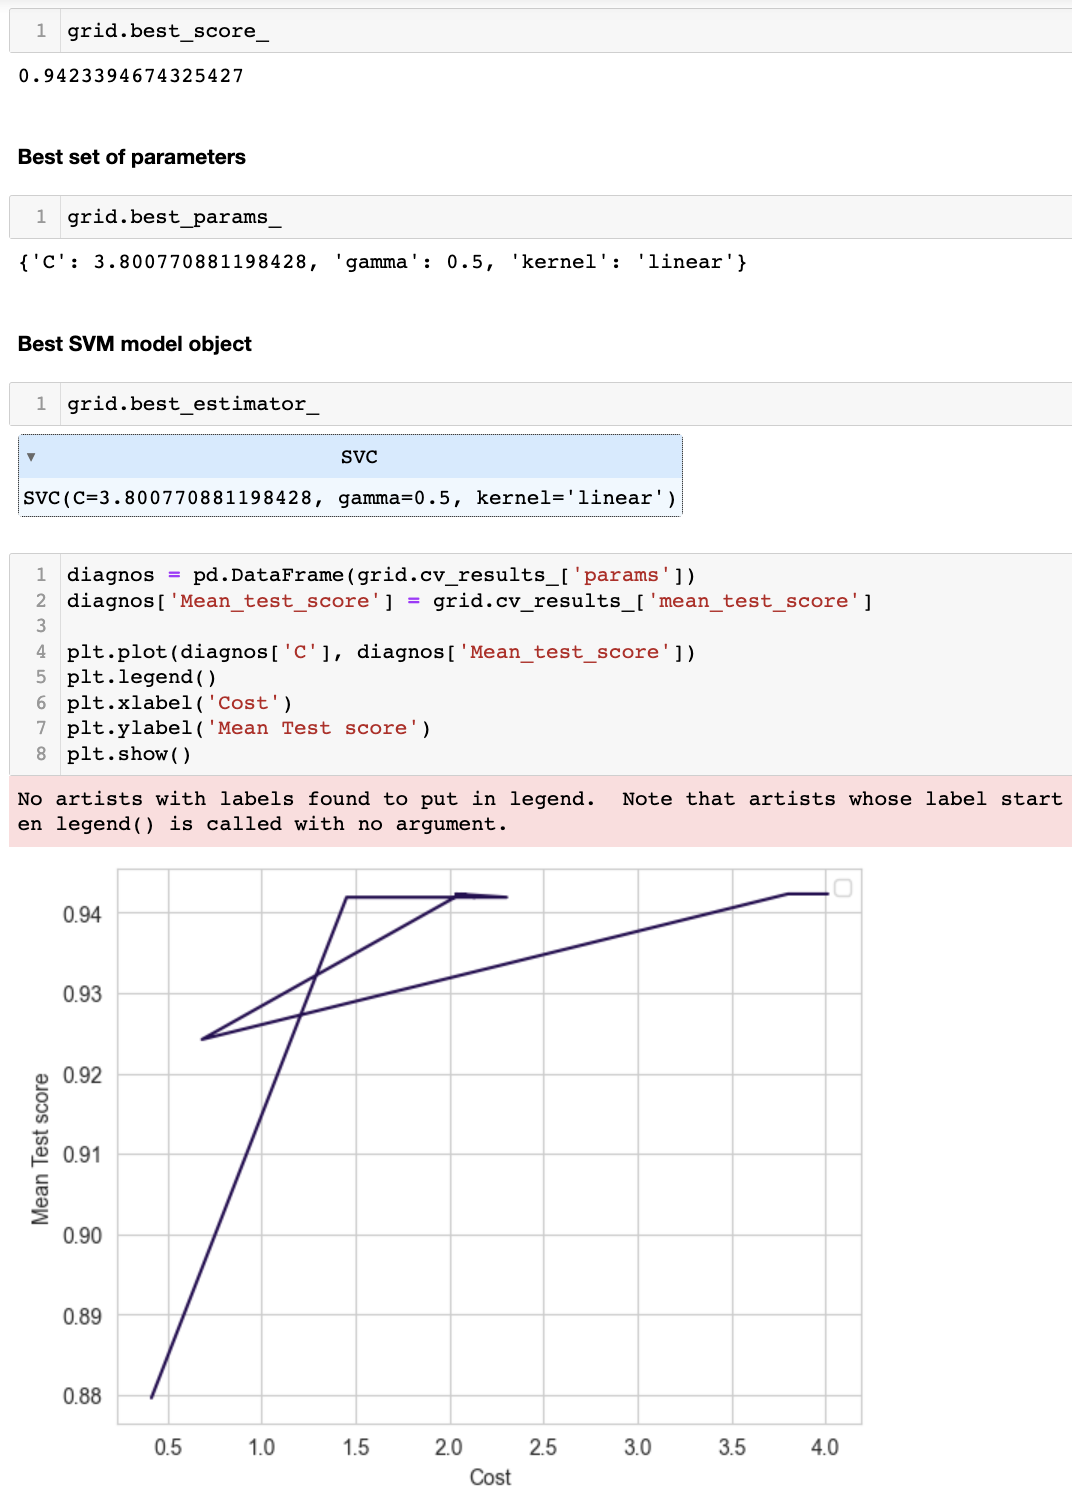 1 grid.best_score_
0.9423394674325427
Best set of parameters
1 grid.best_params_
{'C': 3.800770881198428, 'gamma': 0.5, 'kernel': 'linear'}
Best SVM model object
1 grid.best_estimator_
▼ SVC
SVC(C=3.800770881198428, gamma=0.5, kernel='linear')
1 diagnos = pd.DataFrame(grid.cv_results_['params'])
2 diagnos['Mean_test_score'] = grid.cv_results_['mean_test_score']
3
4 plt.plot(diagnos['C'], diagnos['Mean_test_score'])
5 plt.legend()
6 plt.xlabel('Cost')
7 plt.ylabel('Mean Test score')
8 plt.show()
No artists with labels found to put in legend.  Note that artists whose label start
en legend() is called with no argument.
0.94
0.93
0.92
0.91
0.90
0.89
0.88
Mean Test score
0.5 1.0 1.5 2.0 2.5 3.0 3.5 4.0
Cost